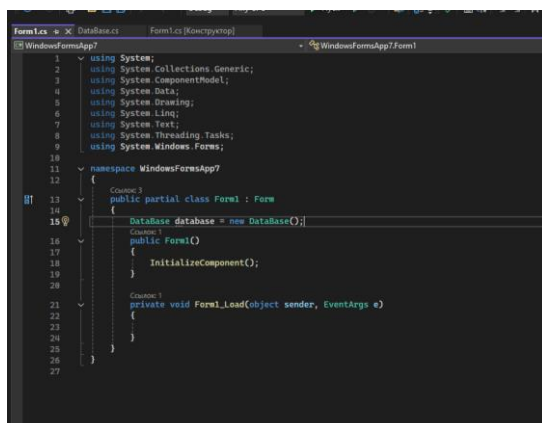 Form1.cs DataBase.cs Form1.cs [Конструктор]
WindowsFormsApp7 WindowsFormsApp7.Form1
1 using System;
2 using System.Collections.Generic;
3 using System.ComponentModel;
4 using System.Data;
5 using System.Drawing;
6 using System.Linq;
7 using System.Text;
8 using System.Threading.Tasks;
9 using System.Windows.Forms;
10
11 namespace WindowsFormsApp7
12 {
Ссылок: 3
13 public partial class Form1 : Form
14 {
15 DataBase database = new DataBase();
Ссылок: 1
16 public Form1()
17 {
18 InitializeComponent();
19 }
20
Ссылок: 1
21 private void Form1_Load(object sender, EventArgs e)
22 {
23
24 }
25 }
26 }
27